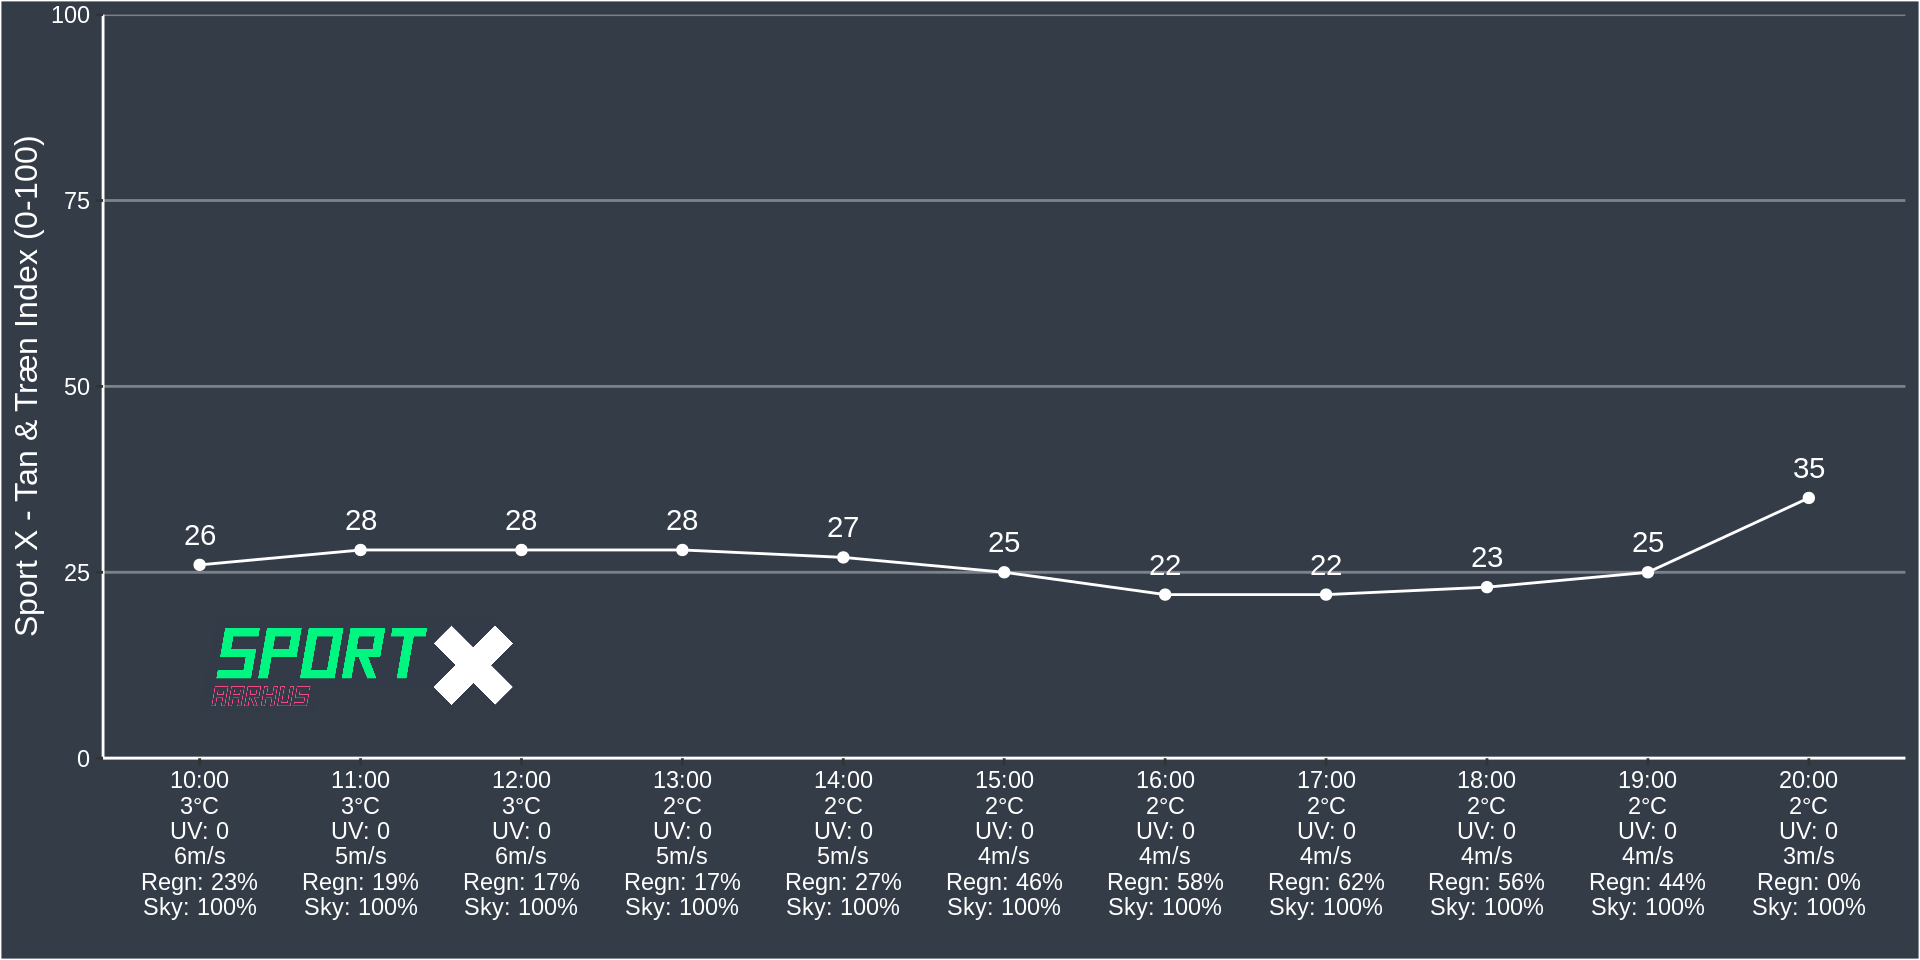 Sport X - Tan & Træn Index (0-100)
100
75
50
25
0
26
28
28
28
27
25
22
22
23
25
35
SPORT X
AARHUS
10:00 11:00 12:00 13:00 14:00 15:00 16:00 17:00 18:00 19:00 20:00
3°C 3°C 3°C 2°C 2°C 2°C 2°C 2°C 2°C 2°C 2°C
UV: 0 UV: 0 UV: 0 UV: 0 UV: 0 UV: 0 UV: 0 UV: 0 UV: 0 UV: 0 UV: 0
6m/s 5m/s 6m/s 5m/s 5m/s 4m/s 4m/s 4m/s 4m/s 4m/s 3m/s
Regn: 23% Regn: 19% Regn: 17% Regn: 17% Regn: 27% Regn: 46% Regn: 58% Regn: 62% Regn: 56% Regn: 44% Regn: 0%
Sky: 100% Sky: 100% Sky: 100% Sky: 100% Sky: 100% Sky: 100% Sky: 100% Sky: 100% Sky: 100% Sky: 100% Sky: 100%